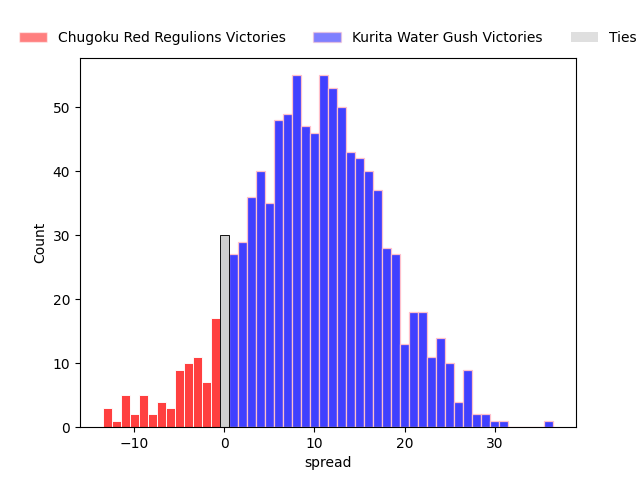 Chugoku Red Regulions Victories Kurita Water Gush Victories Ties
50
40
30
20
10
0
Count
−10 0 10 20 30
spread